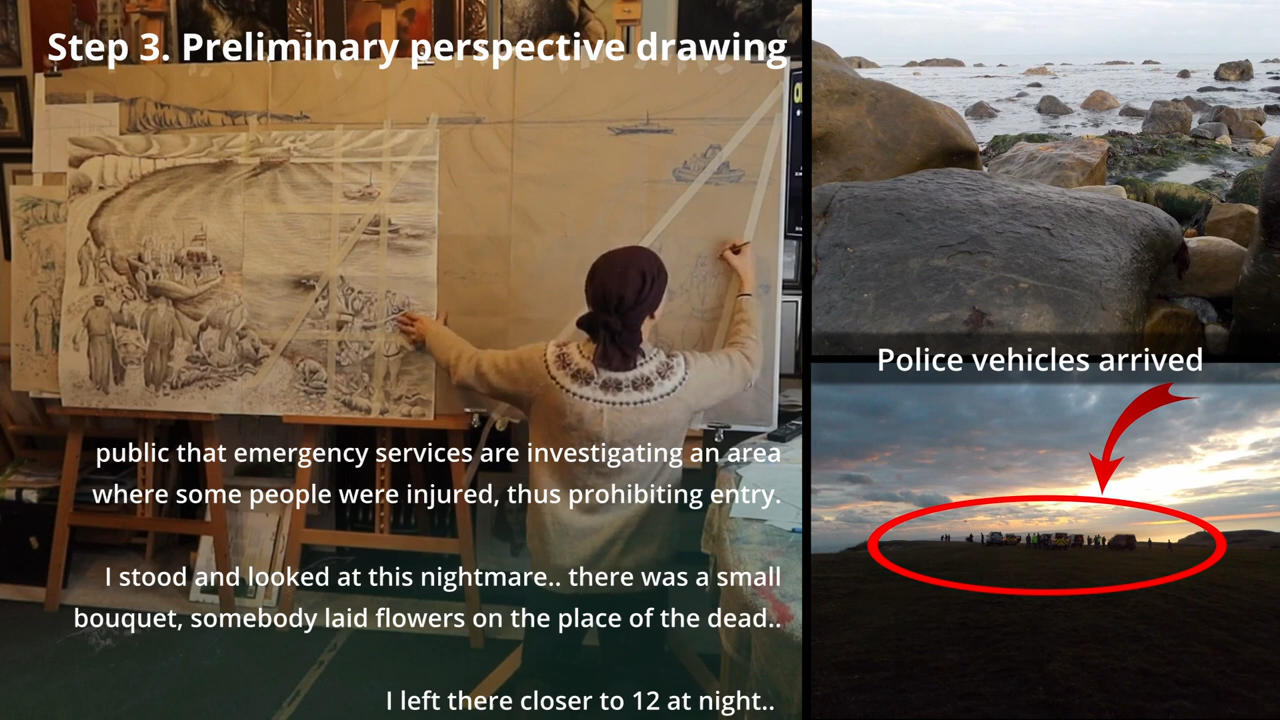 Step 3. Preliminary perspective drawing
public that emergency services are investigating an area
where some people were injured, thus prohibiting entry.
I stood and looked at this nightmare.. there was a small
bouquet, somebody laid flowers on the place of the dead..
I left there closer to 12 at night..
Police vehicles arrived